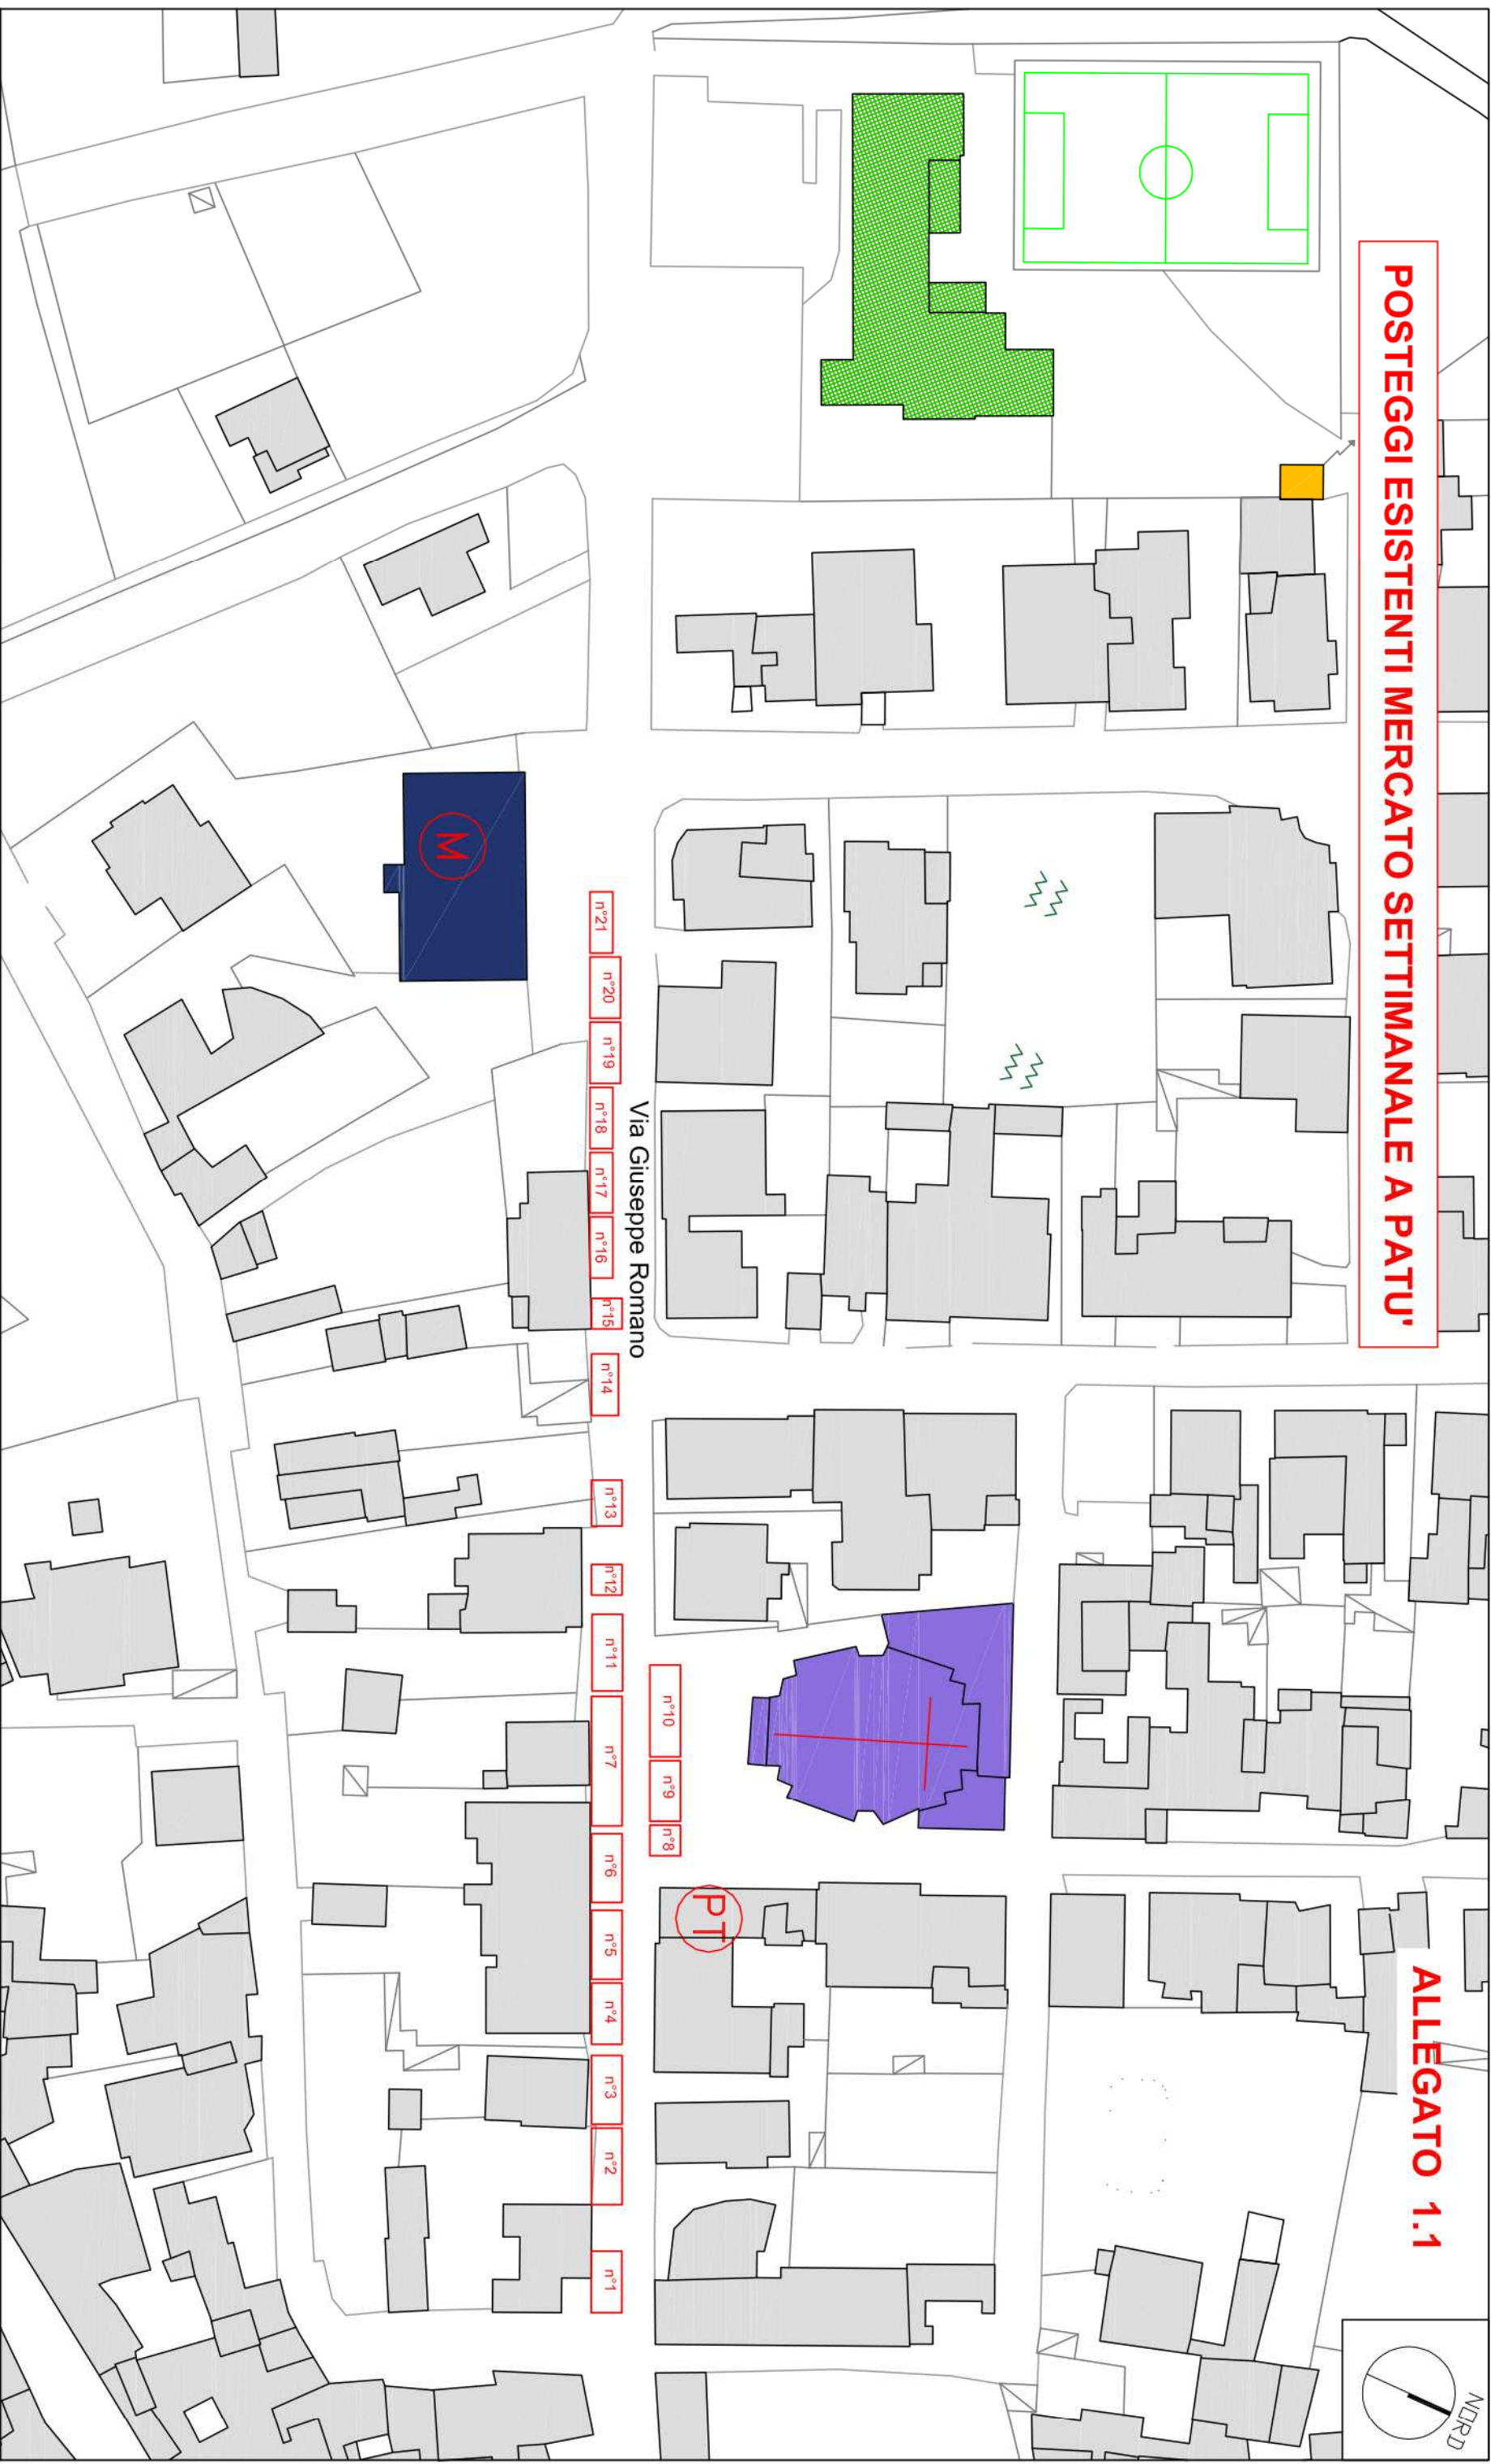 POSTEGGI ESISTENTI MERCATO SETTIMANALE A PATU'
ALLEGATO 1.1
NORD
M
PT
Via Giuseppe Romano
n°21
n°20
n°19
n°18
n°17
n°16
n°15
n°14
n°13
n°12
n°11
n°10
n°9
n°8
n°7
n°6
n°5
n°4
n°3
n°2
n°1